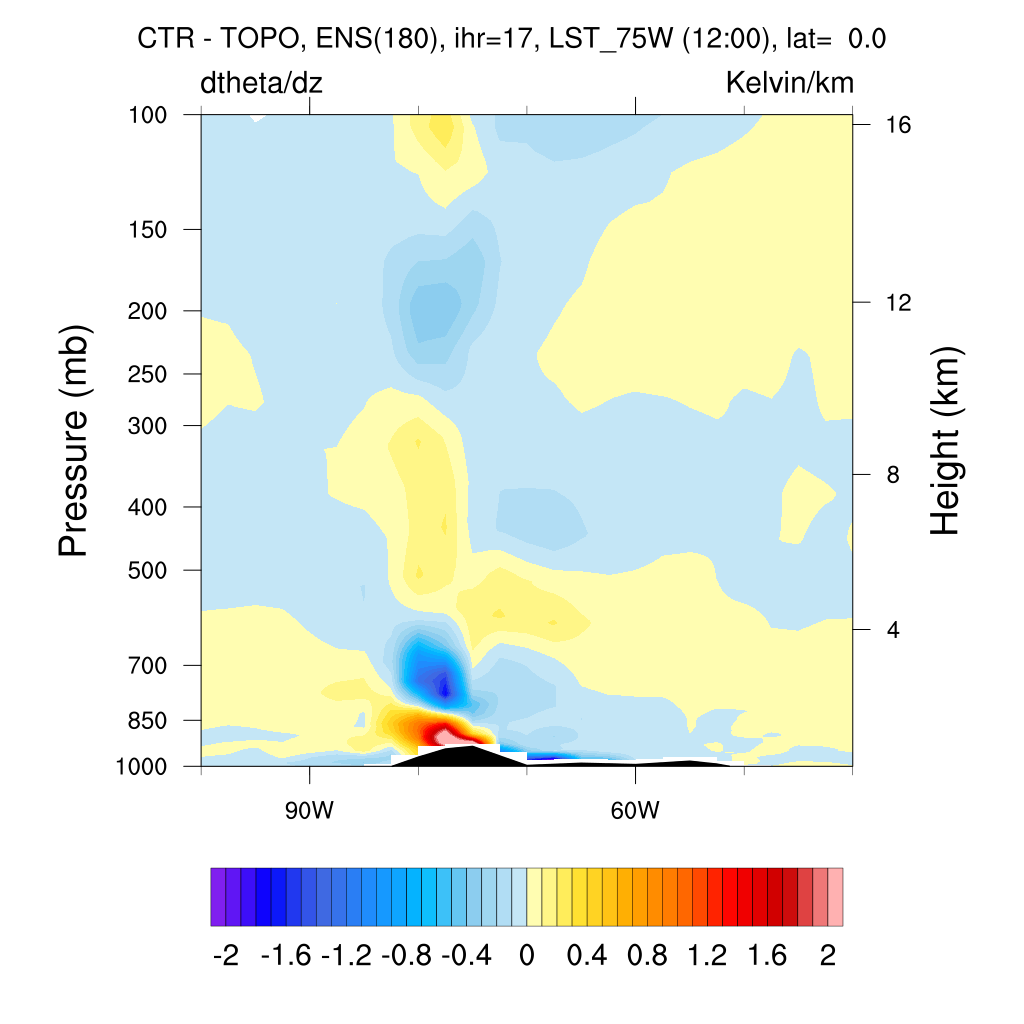 CTR - TOPO, ENS(180), ihr=17, LST_75W (12:00), lat=  0.0
dtheta/dz
Kelvin/km
100
150
200
250
300
400
500
700
850
1000
Pressure (mb)
16
12
8
4
Height (km)
90W
60W
-2 -1.6 -1.2 -0.8 -0.4 0 0.4 0.8 1.2 1.6 2